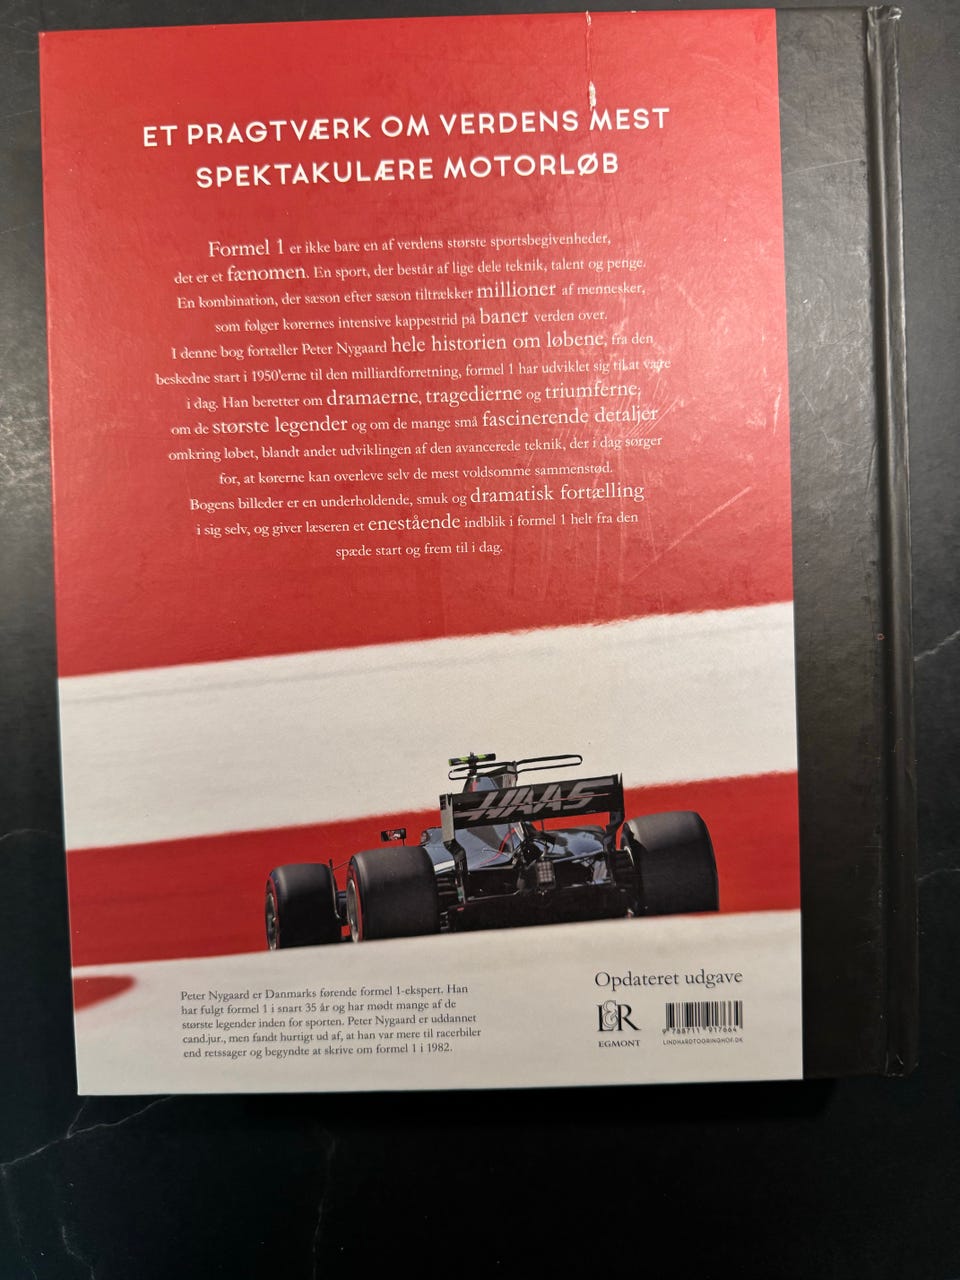 ET PRAGTVÆRK OM VERDENS MEST
SPEKTAKULÆRE MOTORLØB
Formel 1 er ikke bare en af verdens største sportsbegivenheder,
det er et fænomen. En sport, der består af lige dele teknik, talent og penge.
En kombination, der sæson efter sæson tiltrækker millioner af mennesker,
som følger kørernes intensive kappestrid på baner verden over.
I denne bog fortæller Peter Nygaard hele historien om løbene, fra den
beskedne start i 1950'erne til den milliardforretning, formel 1 har udviklet sig til at være
i dag. Han beretter om dramaerne, tragedierne og triumferne,
om de største legender og om de mange små fascinerende detaljer
omkring løbet, blandt andet udviklingen af den avancerede teknik, der i dag sørger
for, at kørerne kan overleve selv de mest voldsomme sammenstød.
Bogens billeder er en underholdende, smuk og dramatisk fortælling
i sig selv, og giver læseren et enestående indblik i formel 1 helt fra den
spæde start og frem til i dag.
HAAS
Peter Nygaard er Danmarks førende formel 1-ekspert. Han
har fulgt formel 1 i snart 35 år og har mødt mange af de
største legender inden for sporten. Peter Nygaard er uddannet
cand.jur., men fandt hurtigt ud af, at han var mere til racerbiler
end retssager og begyndte at skrive om formel 1 i 1982.
Opdateret udgave
L&R
EGMONT
9 788711 917664
LINDHARDTOGRINGHOF.DK